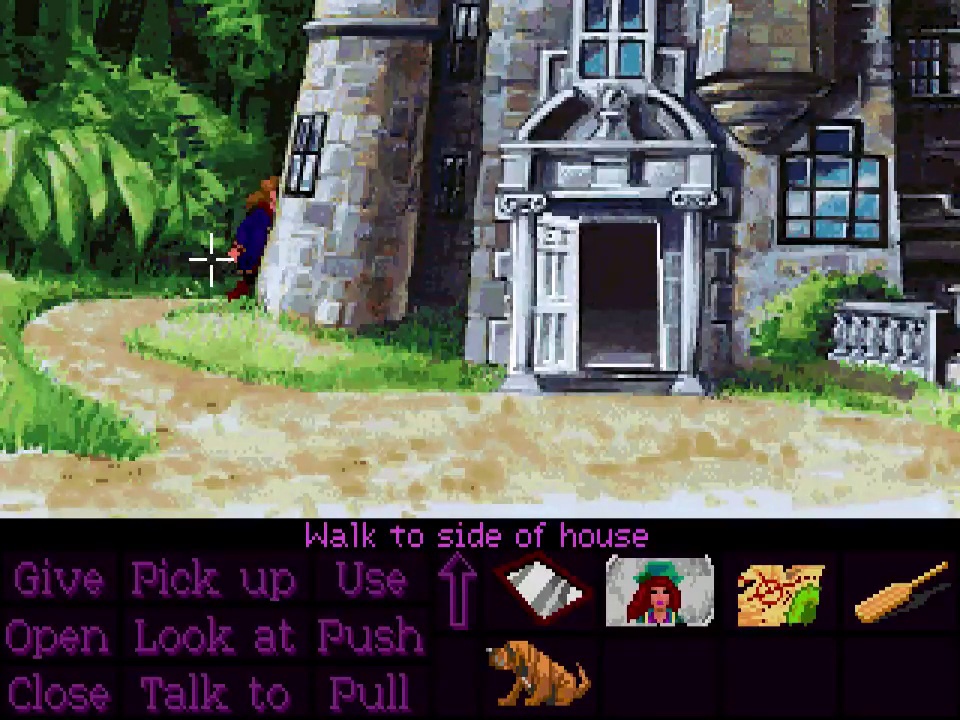 Walk to side of house
Give Pick up Use
Open Look at Push
Close Talk to Pull